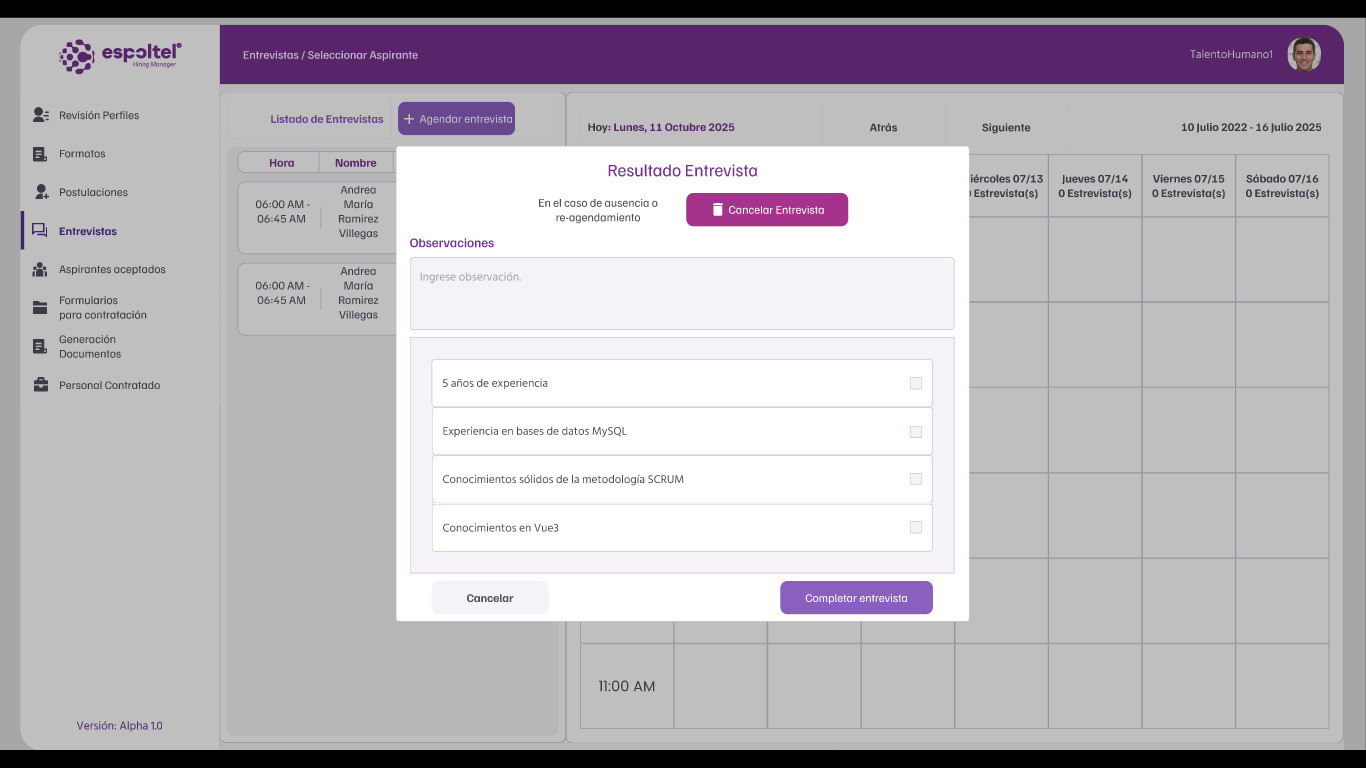 espoltel
Hiring Manager
Entrevistas / Seleccionar Aspirante
TalentoHumano1
Revisión Perfiles
Formatos
Postulaciones
Entrevistas
Aspirantes aceptados
Formularios
para contratación
Generación
Documentos
Personal Contratado
Versión: Alpha 1.0
Listado de Entrevistas
+ Agendar entrevista
Hora
Nombre
06:00 AM -
06:45 AM
Andrea
María
Ramirez
Villegas
06:00 AM -
06:45 AM
Andrea
María
Ramirez
Villegas
Hoy: Lunes, 11 Octubre 2025
Atrás
Siguiente
10 Julio 2022 - 16 Julio 2025
iércoles 07/13
0 Estrevista(s)
Jueves 07/14
0 Estrevista(s)
Viernes 07/15
0 Estrevista(s)
Sábado 07/16
0 Estrevista(s)
11:00 AM
Resultado Entrevista
En el caso de ausencia o
re-agendamiento
Cancelar Entrevista
Observaciones
Ingrese observación.
5 años de experiencia
Experiencia en bases de datos MySQL
Conocimientos sólidos de la metodología SCRUM
Conocimientos en Vue3
Cancelar
Completar entrevista